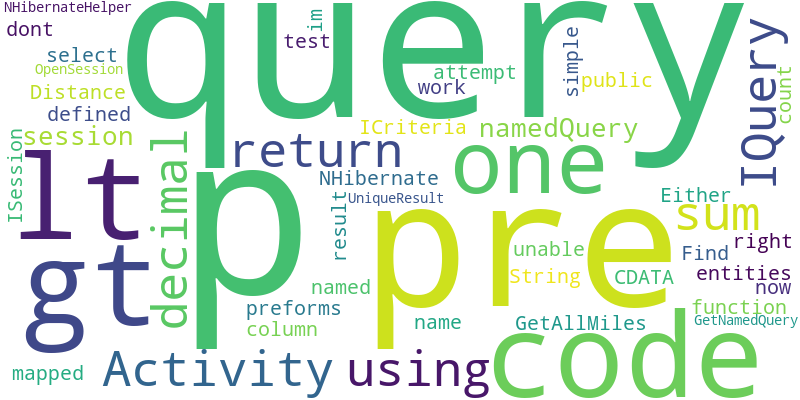 NHibernateHelper
dont
query
im
test
simple
IQuery
select
OpenSession
attempt
work
public
count
Distance
defined
session
ICriteria
namedQuery
ISession
lt
decimal
return
one
p
pre
NHibernate
UniqueResult
Either
sum
result
right
gt
unable
Find
String
CDATA
entities
now
named
preforms
function
column
name
GetAllMiles
GetNamedQuery
code
mapped
Activity
using